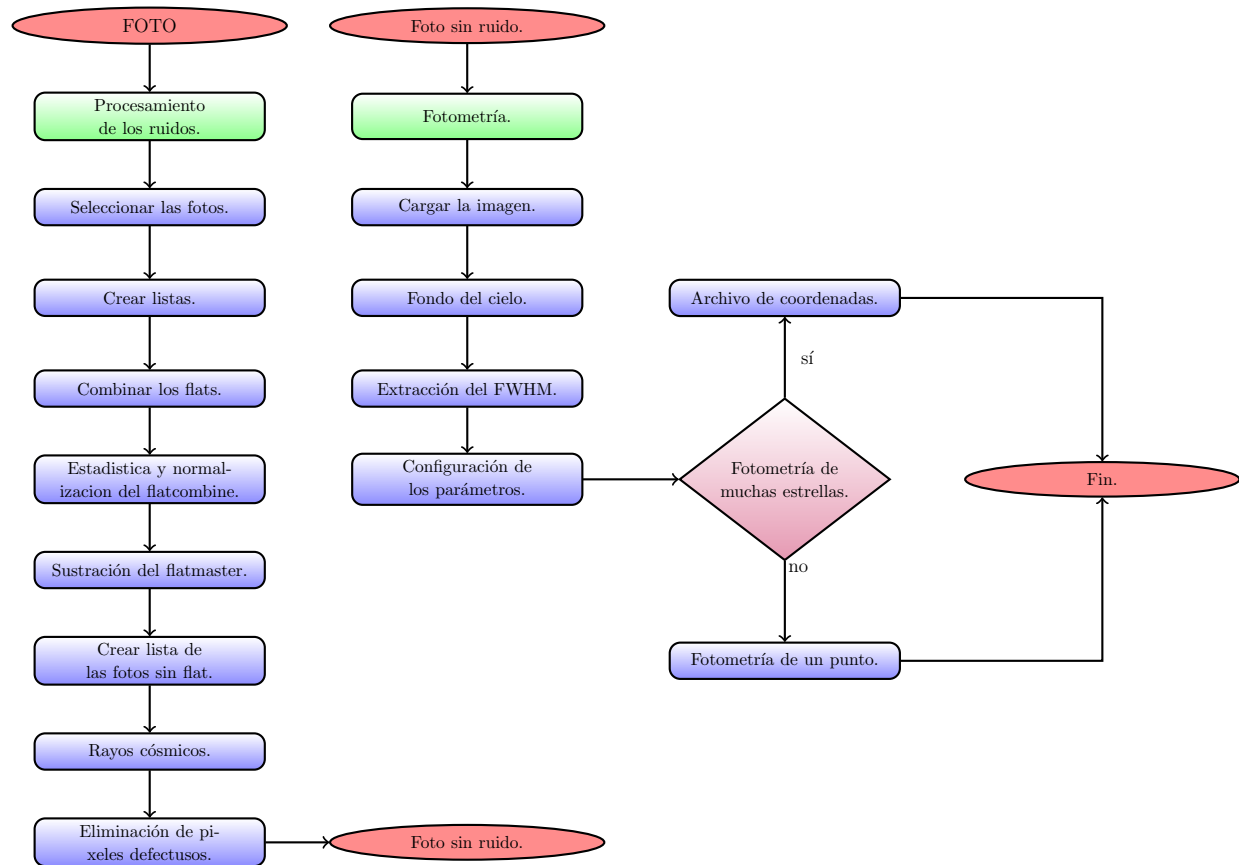 FOTO
Procesamiento
de los ruidos.
Seleccionar las fotos.
Crear listas.
Combinar los flats.
Estadistica y normal-
izacion del flatcombine.
Sustración del flatmaster.
Crear lista de
las fotos sin flat.
Rayos cósmicos.
Eliminación de pi-
xeles defectusos.
Foto sin ruido.
Foto sin ruido.
Fotometría.
Cargar la imagen.
Fondo del cielo.
Extracción del FWHM.
Configuración de
los parámetros.
Fotometría de
muchas estrellas.
sí
Archivo de coordenadas.
no
Fotometría de un punto.
Fin.